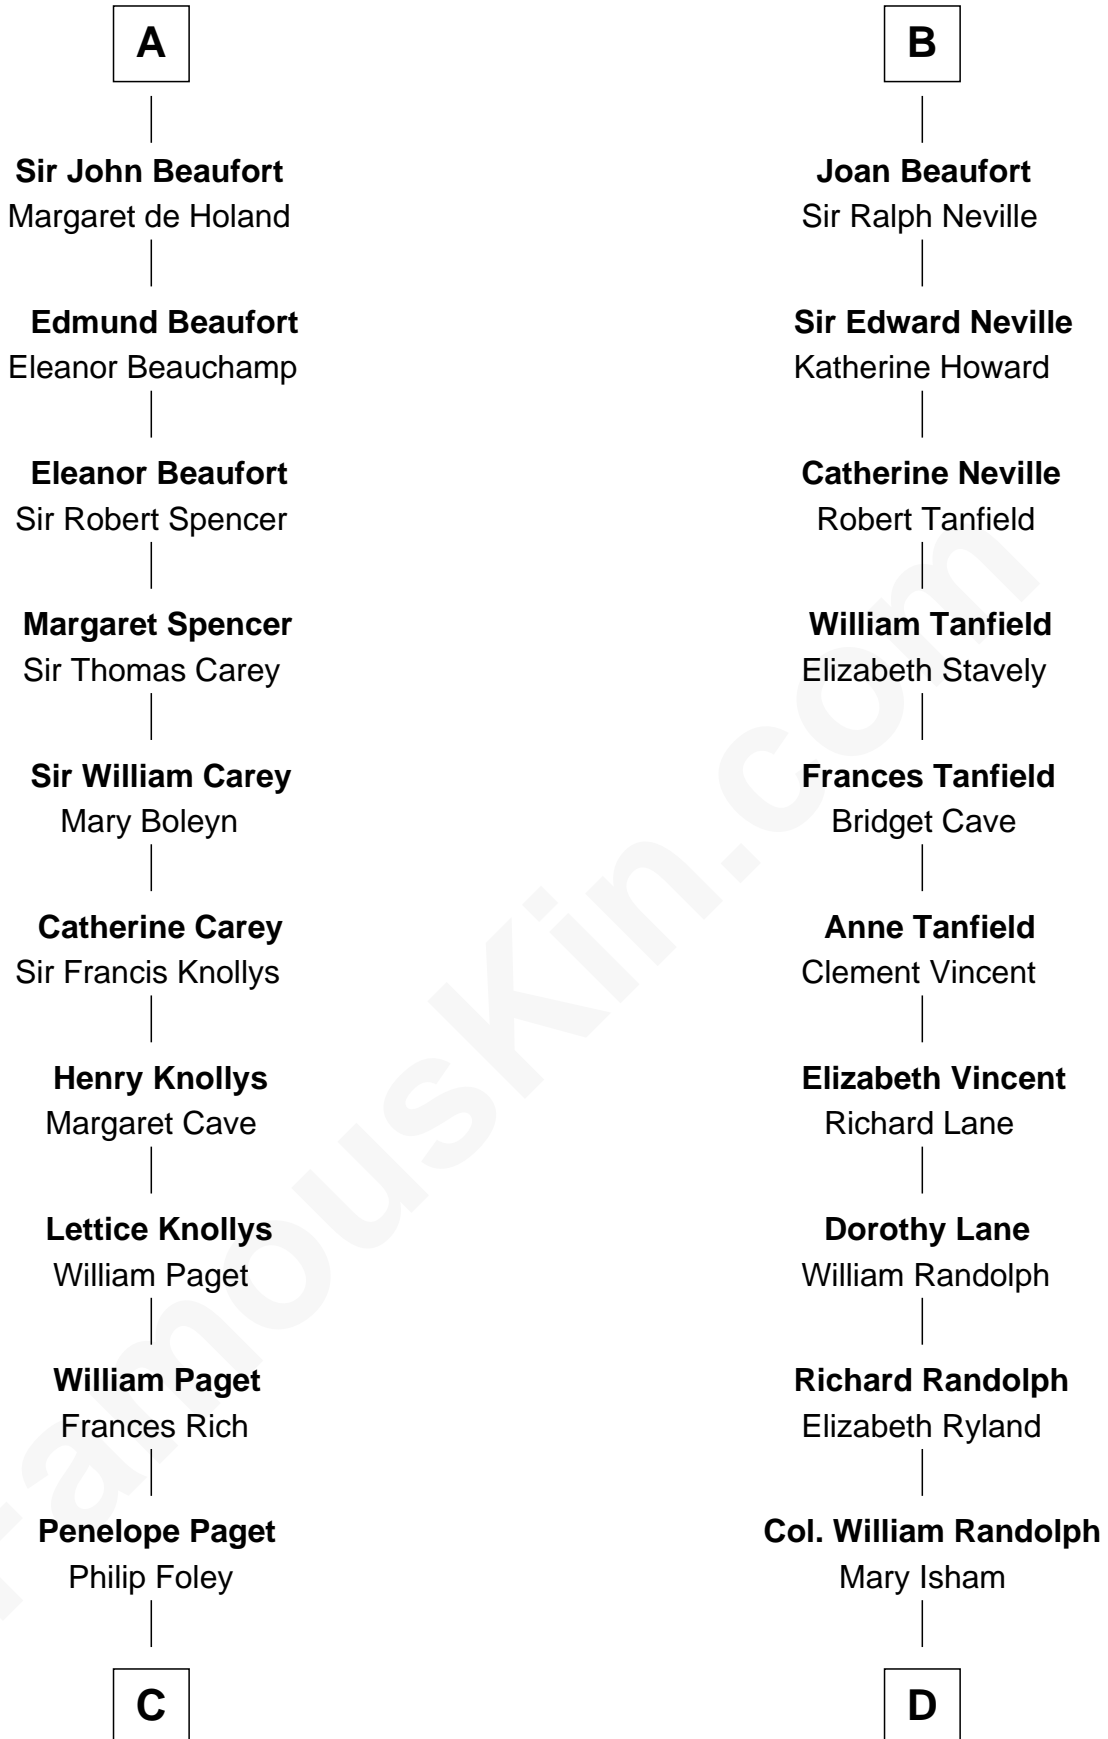 A
Sir John Beaufort
Margaret de Holand
Edmund Beaufort
Eleanor Beauchamp
Eleanor Beaufort
Sir Robert Spencer
Margaret Spencer
Sir Thomas Carey
Sir William Carey
Mary Boleyn
Catherine Carey
Sir Francis Knollys
Henry Knollys
Margaret Cave
Lettice Knollys
William Paget
William Paget
Frances Rich
Penelope Paget
Philip Foley
C
B
Joan Beaufort
Sir Ralph Neville
Sir Edward Neville
Katherine Howard
Catherine Neville
Robert Tanfield
William Tanfield
Elizabeth Stavely
Frances Tanfield
Bridget Cave
Anne Tanfield
Clement Vincent
Elizabeth Vincent
Richard Lane
Dorothy Lane
William Randolph
Richard Randolph
Elizabeth Ryland
Col. William Randolph
Mary Isham
D
FamousKin.com